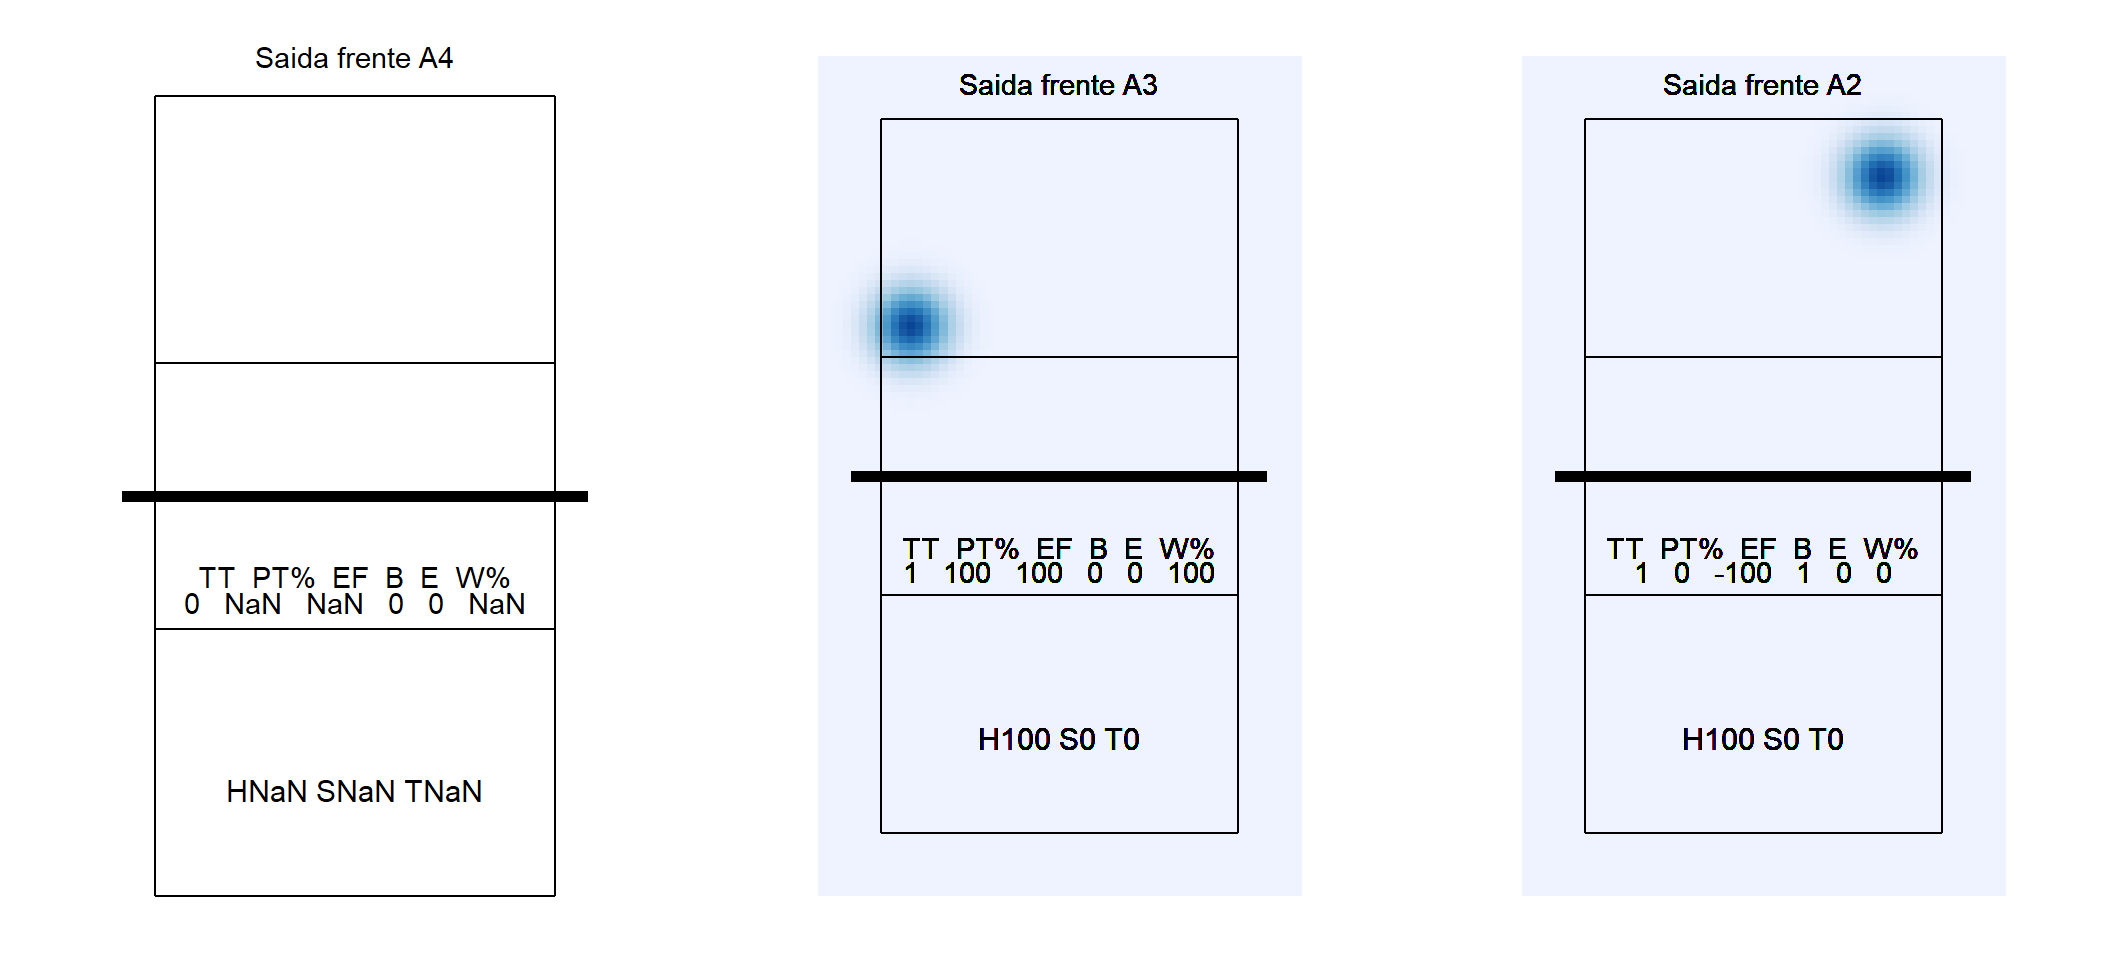 Saida frente A4
TT PT% EF B E W%
0 NaN NaN 0 0 NaN
HNaN SNaN TNaN
Saida frente A3
TT PT% EF B E W%
1 100 100 0 0 100
H100 S0 T0
Saida frente A2
TT PT% EF B E W%
1 0 -100 1 0 0
H100 S0 T0